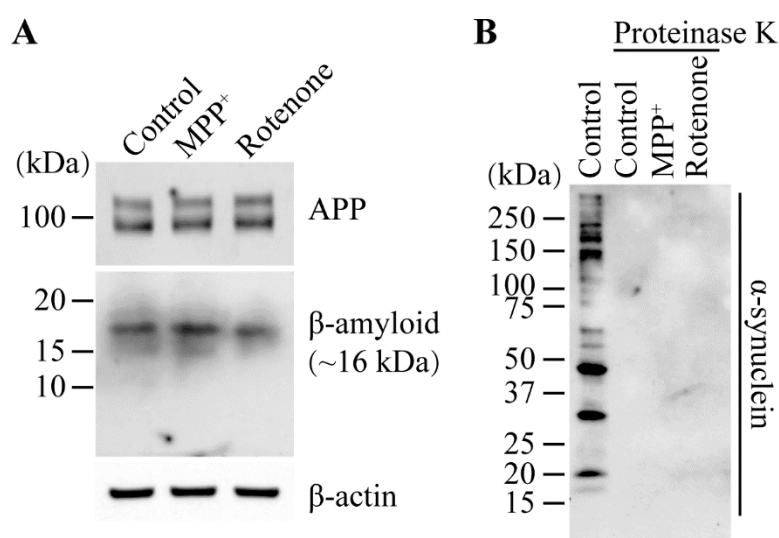 A
Control
MPP⁺
Rotenone
(kDa)
100
APP
20
15
10
β-amyloid
(~16 kDa)
β-actin
B
Proteinase K
Control
Control
MPP⁺
Rotenone
(kDa)
250
150
100
75
50
37
25
20
15
α-synuclein